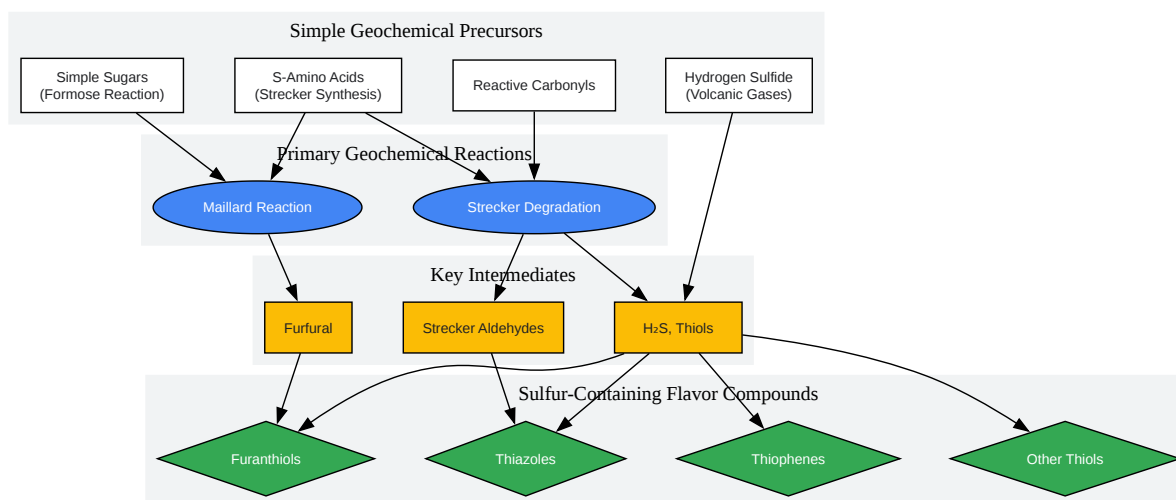 Simple Geochemical Precursors
Simple Sugars
(Formose Reaction)
S-Amino Acids
(Strecker Synthesis)
Reactive Carbonyls
Hydrogen Sulfide
(Volcanic Gases)
Primary Geochemical Reactions
Maillard Reaction
Strecker Degradation
Key Intermediates
Furfural
Strecker Aldehydes
H₂S, Thiols
Sulfur-Containing Flavor Compounds
Furanthiols
Thiazoles
Thiophenes
Other Thiols